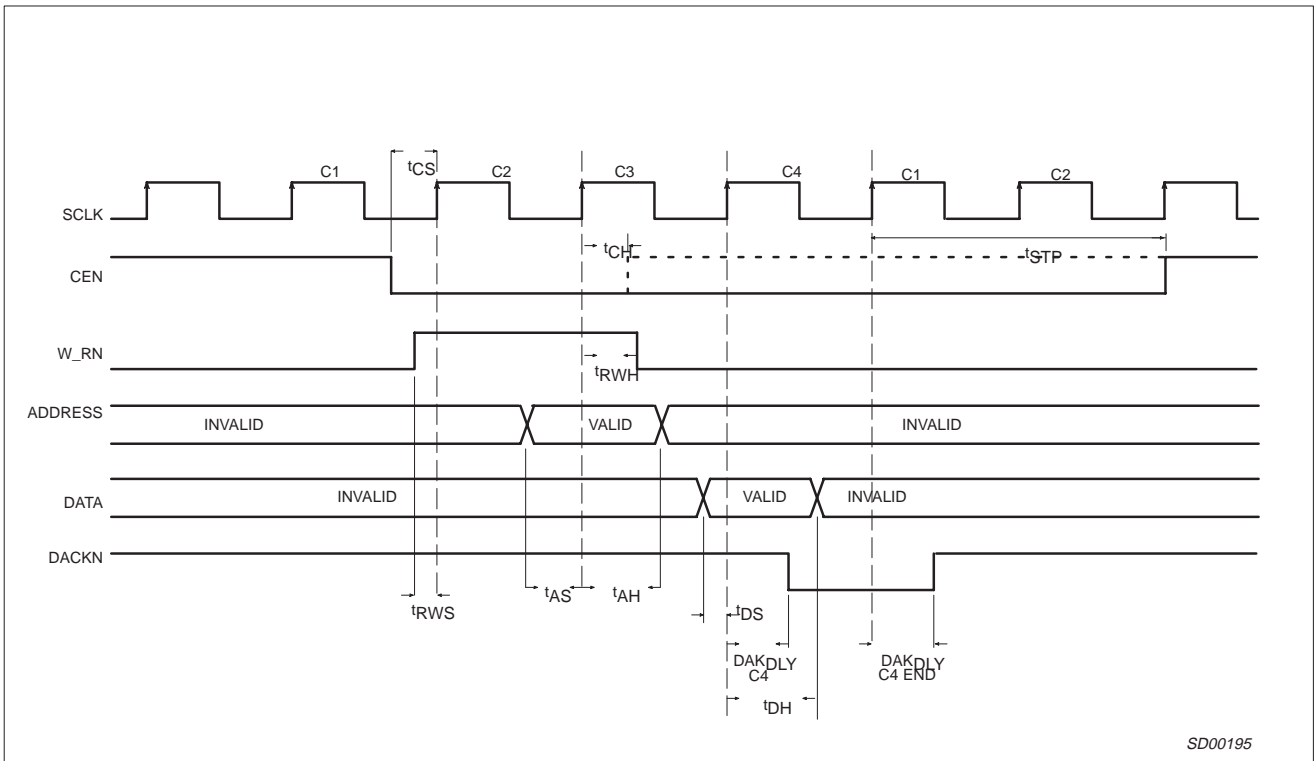 tCS
C1
C2
C3
C4
C1
C2
SCLK
tCH
tSTP
CEN
W_RN
tRWH
ADDRESS
INVALID
VALID
INVALID
DATA
INVALID
VALID
INVALID
DACKN
tRWS
tAS
tAH
tDS
DAKDLY
C4
DAKDLY
C4 END
tDH
SD00195